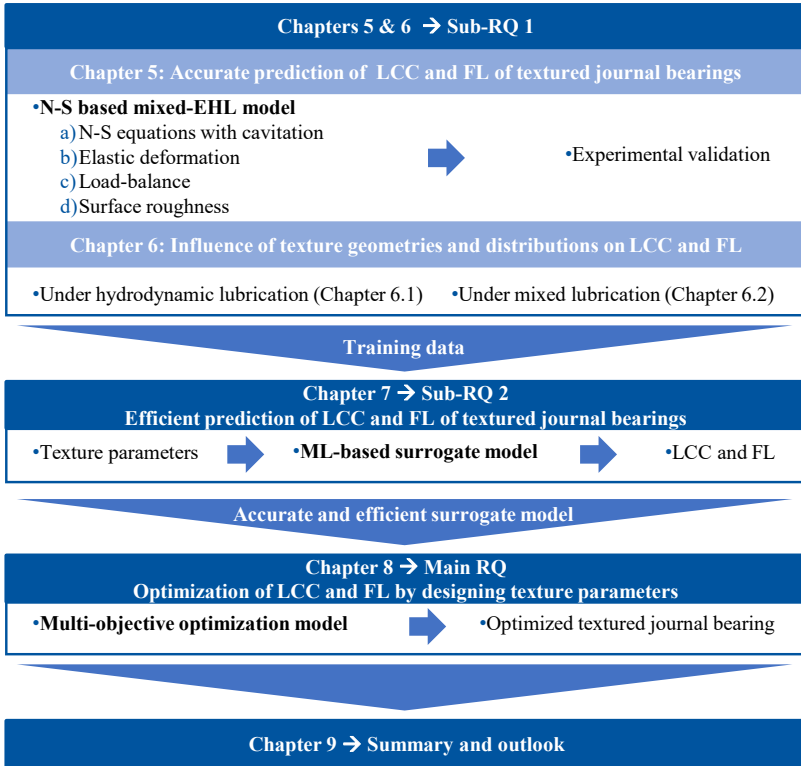 Chapters 5 & 6 → Sub-RQ 1
Chapter 5: Accurate prediction of LCC and FL of textured journal bearings
•N-S based mixed-EHL model
a) N-S equations with cavitation
b) Elastic deformation
c) Load-balance
d) Surface roughness
•Experimental validation
Chapter 6: Influence of texture geometries and distributions on LCC and FL
•Under hydrodynamic lubrication (Chapter 6.1) •Under mixed lubrication (Chapter 6.2)
Training data
Chapter 7 → Sub-RQ 2
Efficient prediction of LCC and FL of textured journal bearings
•Texture parameters •ML-based surrogate model •LCC and FL
Accurate and efficient surrogate model
Chapter 8 → Main RQ
Optimization of LCC and FL by designing texture parameters
•Multi-objective optimization model •Optimized textured journal bearing
Chapter 9 → Summary and outlook